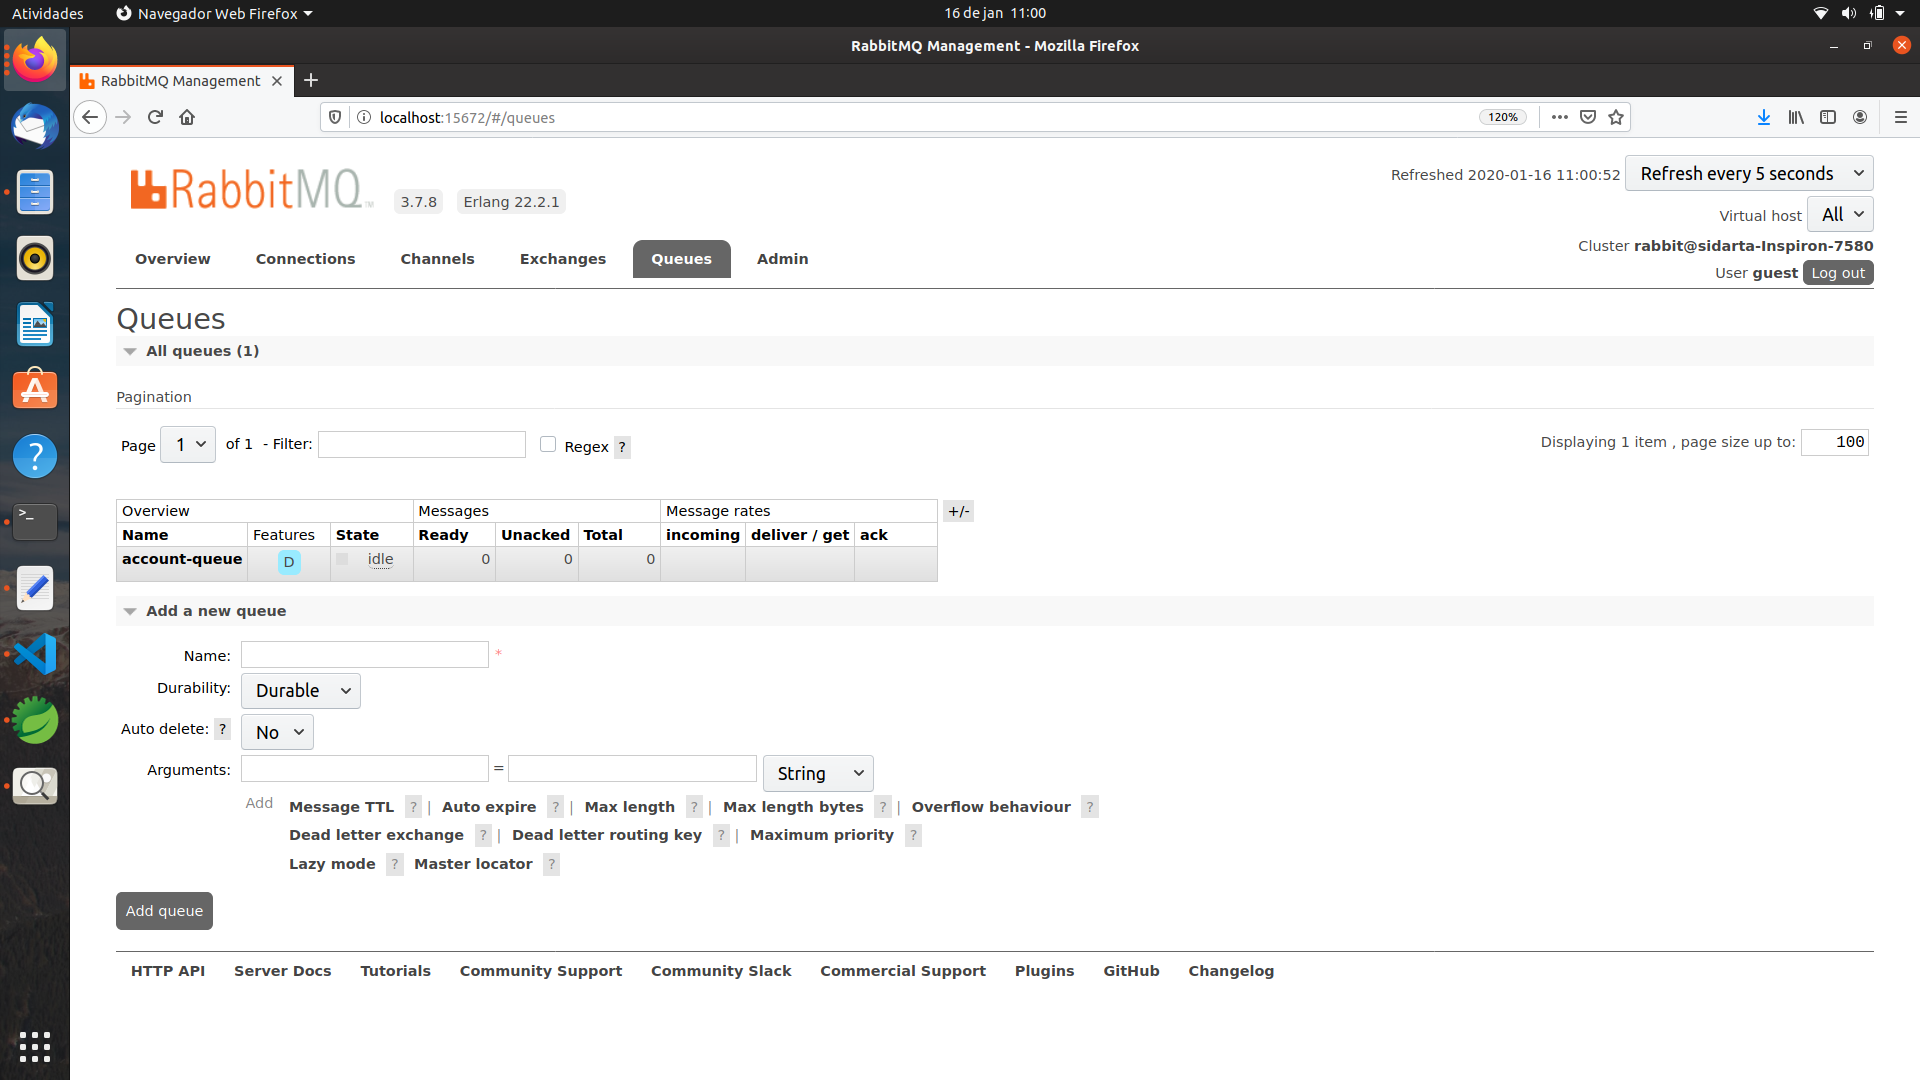 Atividades Navegador Web Firefox 16 de jan 11:00
RabbitMQ Management - Mozilla Firefox
RabbitMQ Management
localhost:15672/#/queues 120%
RabbitMQ TM 3.7.8 Erlang 22.2.1
Refreshed 2020-01-16 11:00:52 Refresh every 5 seconds
Virtual host All
Cluster rabbit@sidarta-Inspiron-7580
User guest Log out
Overview Connections Channels Exchanges Queues Admin
Queues
All queues (1)
Pagination
Page 1 of 1 - Filter: Regex ? Displaying 1 item , page size up to: 100
Overview Messages Message rates +/-
Name Features State Ready Unacked Total incoming deliver / get ack
account-queue D idle 0 0 0
Add a new queue
Name: *
Durability: Durable
Auto delete: ? No
Arguments: = String
Add Message TTL ? | Auto expire ? | Max length ? | Max length bytes ? | Overflow behaviour ?
Dead letter exchange ? | Dead letter routing key ? | Maximum priority ?
Lazy mode ? Master locator ?
Add queue
HTTP API Server Docs Tutorials Community Support Community Slack Commercial Support Plugins GitHub Changelog